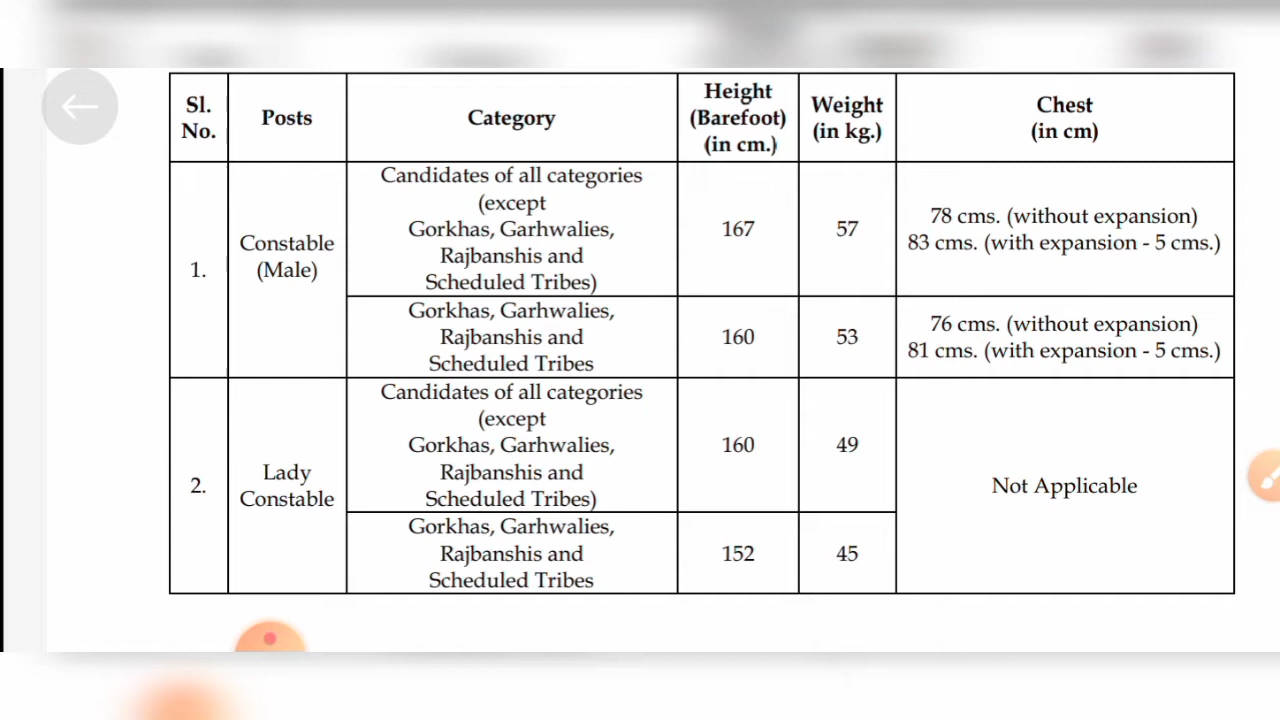 Sl.
No.
Posts
Category
Height
(Barefoot)
(in cm.)
Weight
(in kg.)
Chest
(in cm)
1.
Constable
(Male)
Candidates of all categories
(except
Gorkhas, Garhwalies,
Rajbanshis and
Scheduled Tribes)
167
57
78 cms. (without expansion)
83 cms. (with expansion - 5 cms.)
Gorkhas, Garhwalies,
Rajbanshis and
Scheduled Tribes
160
53
76 cms. (without expansion)
81 cms. (with expansion - 5 cms.)
2.
Lady
Constable
Candidates of all categories
(except
Gorkhas, Garhwalies,
Rajbanshis and
Scheduled Tribes)
160
49
Not Applicable
Gorkhas, Garhwalies,
Rajbanshis and
Scheduled Tribes
152
45